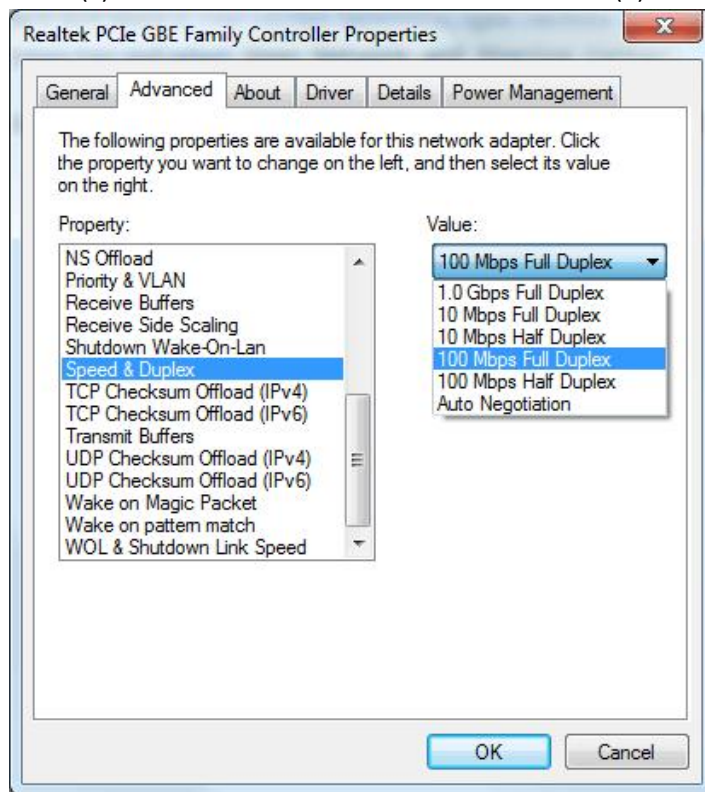 Realtek PCIe GBE Family Controller Properties
General Advanced About Driver Details Power Management
The following properties are available for this network adapter. Click
the property you want to change on the left, and then select its value
on the right.
Property:
NS Offload
Priority & VLAN
Receive Buffers
Receive Side Scaling
Shutdown Wake-On-Lan
Speed & Duplex
TCP Checksum Offload (IPv4)
TCP Checksum Offload (IPv6)
Transmit Buffers
UDP Checksum Offload (IPv4)
UDP Checksum Offload (IPv6)
Wake on Magic Packet
Wake on pattern match
WOL & Shutdown Link Speed
Value:
100 Mbps Full Duplex
1.0 Gbps Full Duplex
10 Mbps Full Duplex
10 Mbps Half Duplex
100 Mbps Full Duplex
100 Mbps Half Duplex
Auto Negotiation
OK Cancel